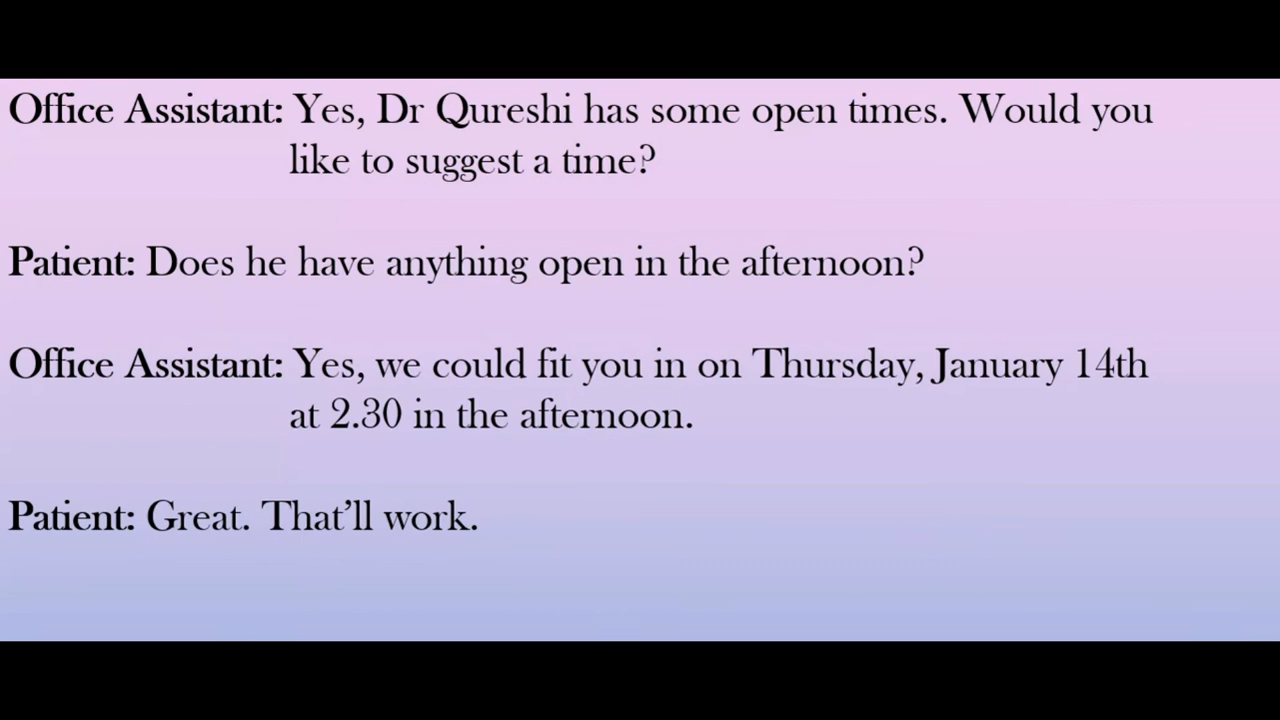 Office Assistant: Yes, Dr Qureshi has some open times. Would you
like to suggest a time?
Patient: Does he have anything open in the afternoon?
Office Assistant: Yes, we could fit you in on Thursday, January 14th
at 2.30 in the afternoon.
Patient: Great. That’ll work.